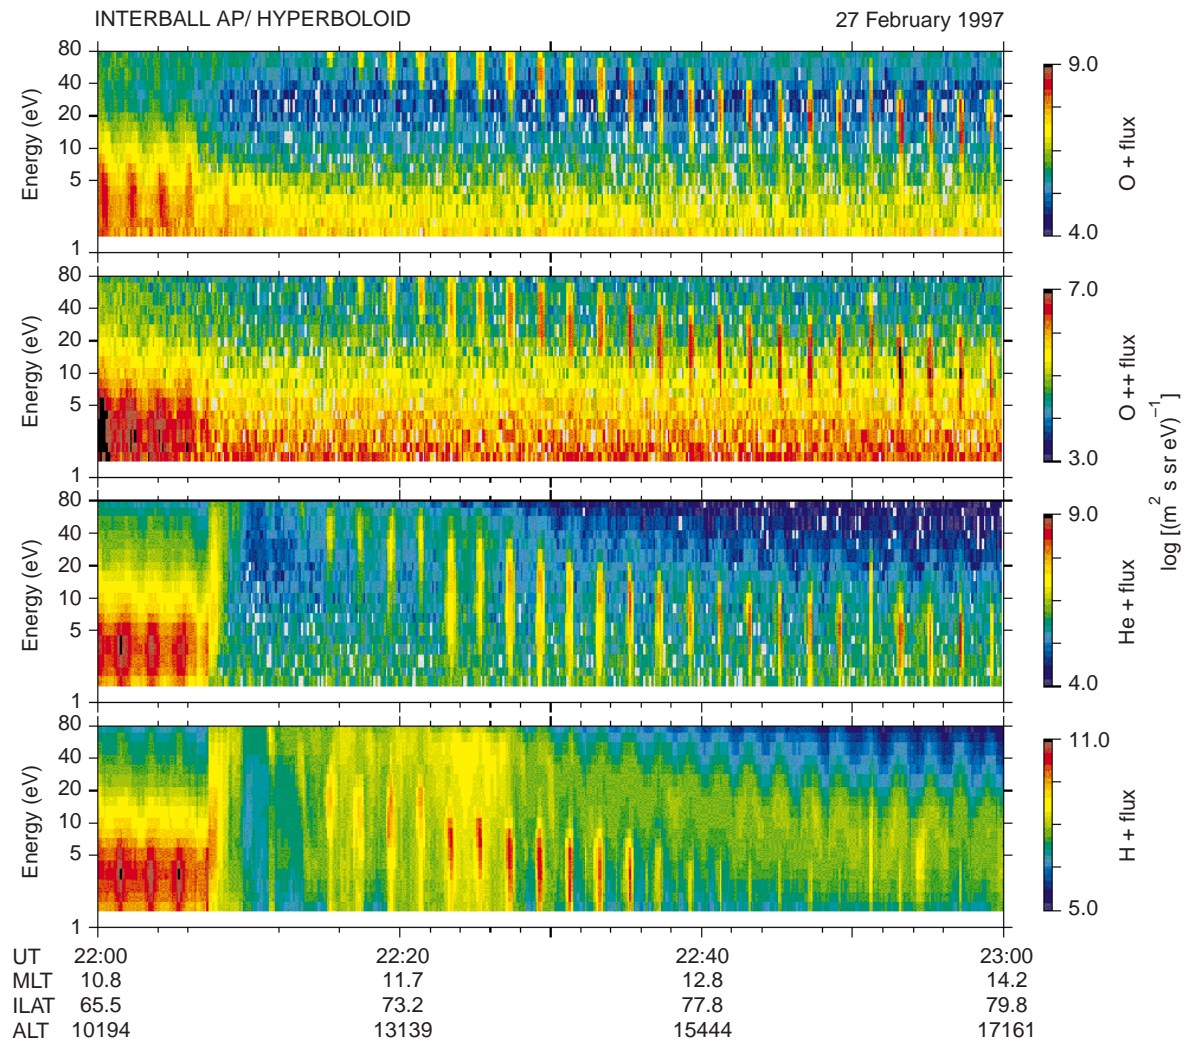 INTERBALL AP/ HYPERBOLOID 27 February 1997
80
40
20
10
5
1
Energy (eV)
9.0
4.0
O + flux
80
40
20
10
5
1
Energy (eV)
7.0
3.0
O ++ flux
80
40
20
10
5
1
Energy (eV)
9.0
4.0
He + flux
log [(m² s sr eV)⁻¹]
80
40
20
10
5
1
Energy (eV)
11.0
5.0
H + flux
UT 22:00 22:20 22:40 23:00
MLT 10.8 11.7 12.8 14.2
ILAT 65.5 73.2 77.8 79.8
ALT 10194 13139 15444 17161